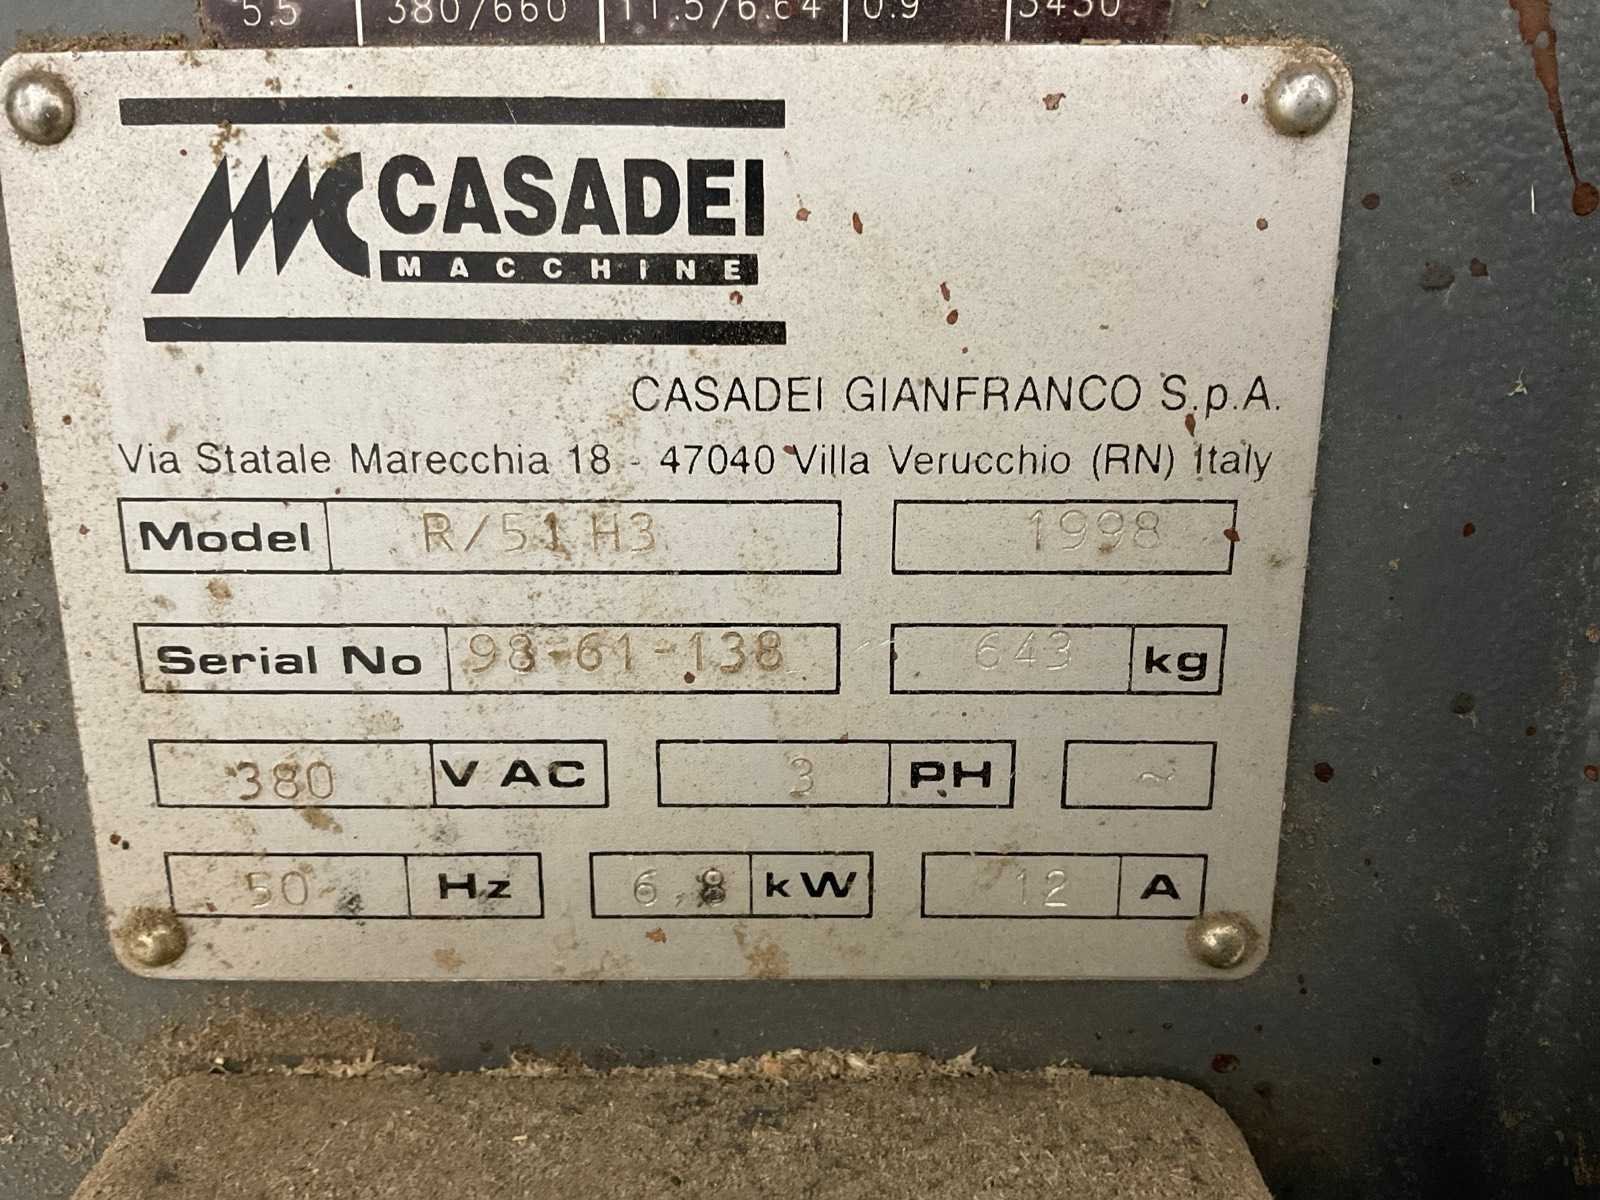 5.5 380/660 11.5/6.64 0.9 3450
CASADEI
MACCHINE
CASADEI GIANFRANCO S.p.A.
Via Statale Marecchia 18 - 47040 Villa Verucchio (RN) Italy
Model R/51 H3 1998
Serial No 98-61-138 643 kg
380 V AC 3 PH ~
50 Hz 6,8 kW 12 A